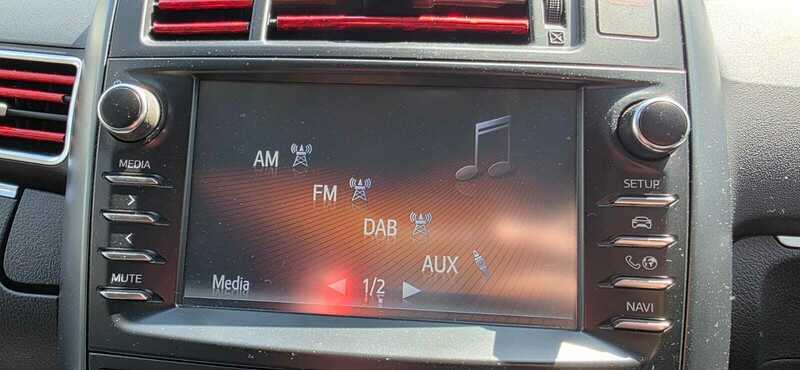 MEDIA
>
<
MUTE
AM
FM
DAB
AUX
Media
1/2
SETUP
NAVI